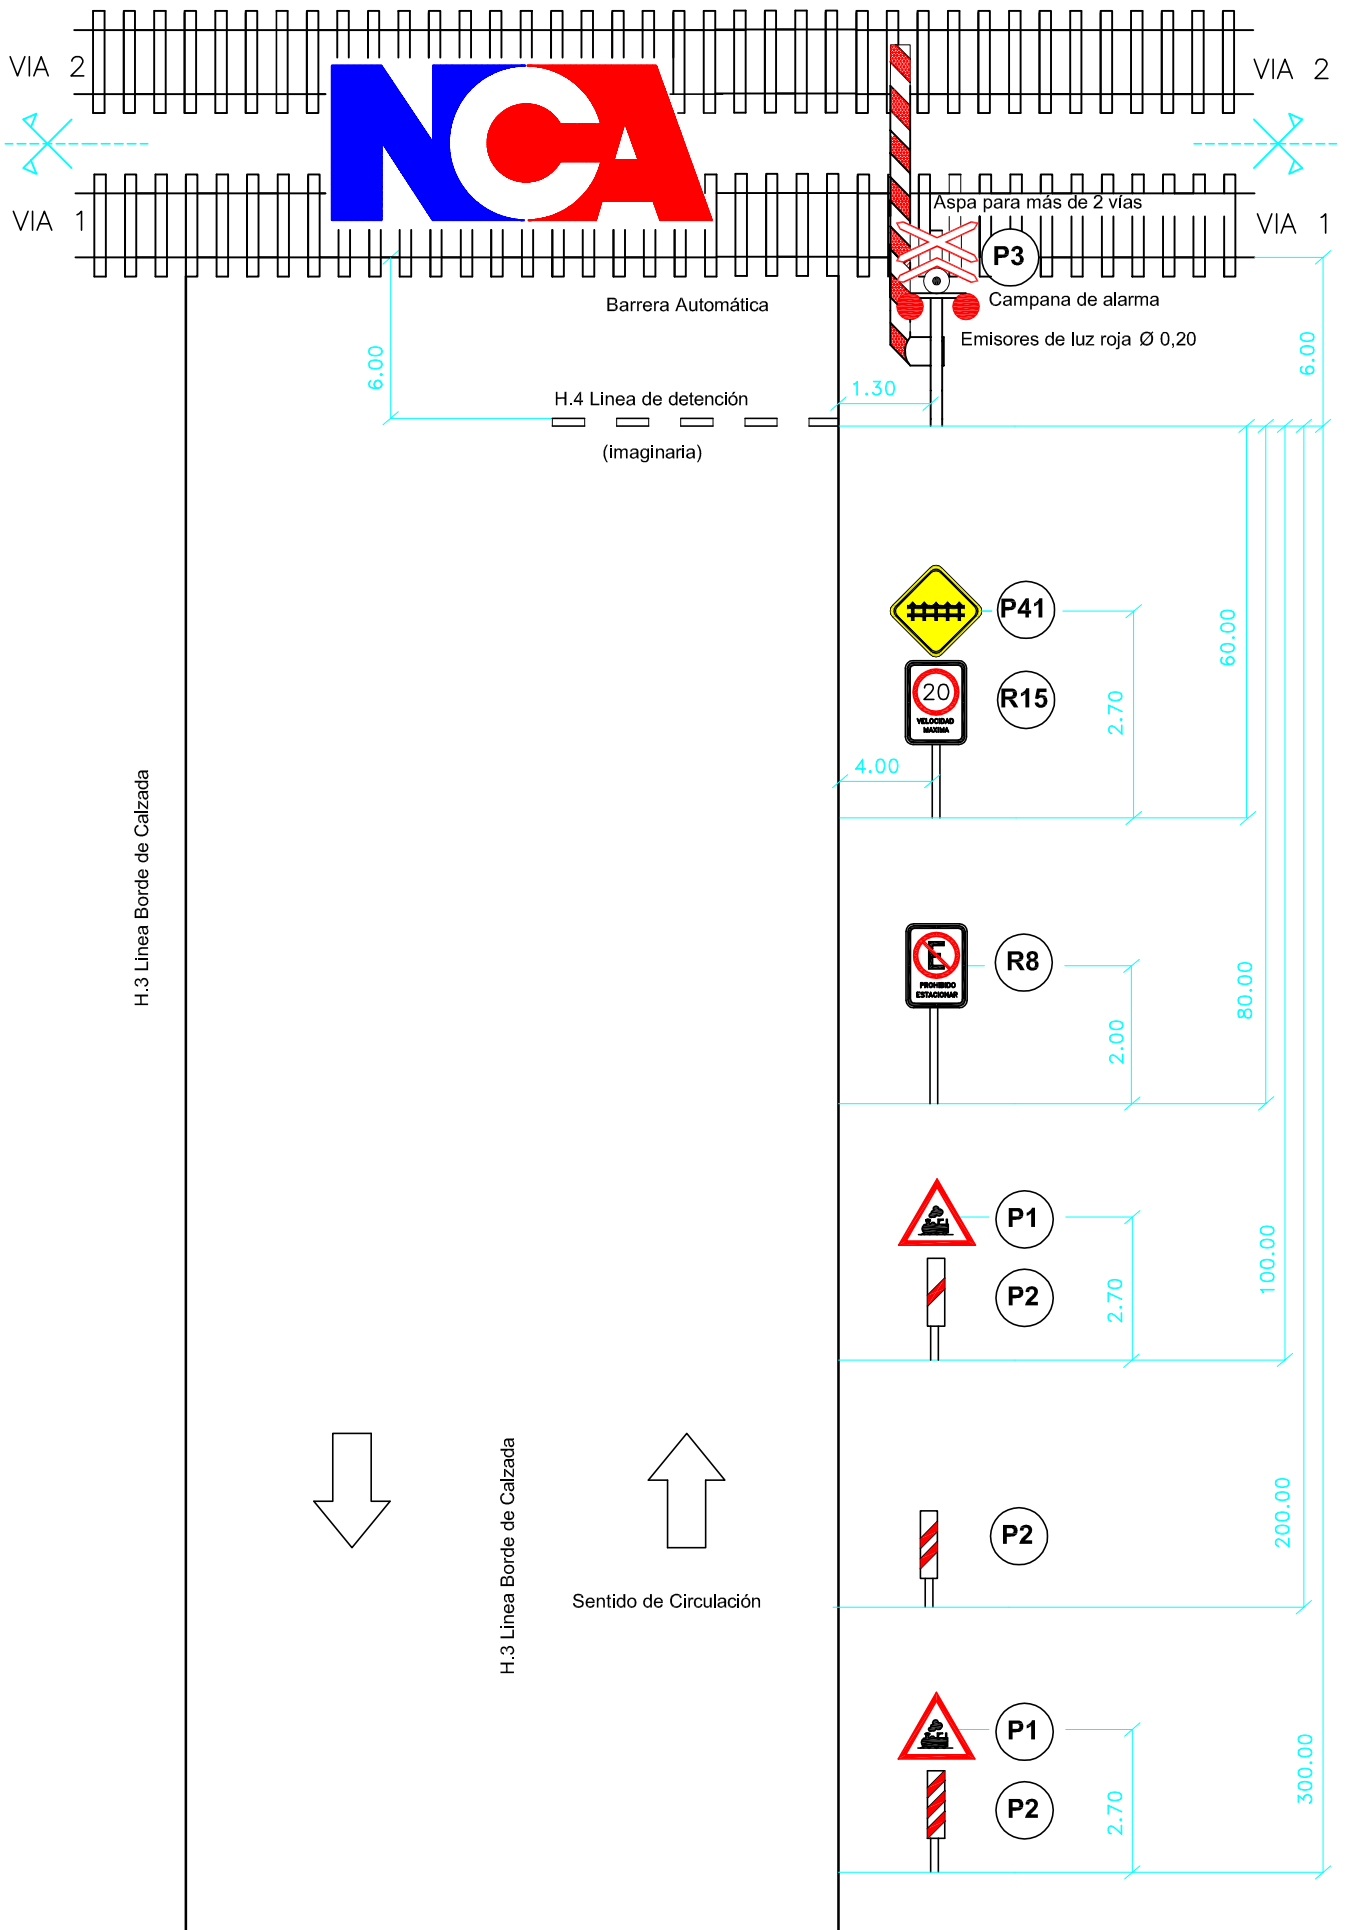 VIA 2
VIA 2
NCA
VIA 1
Aspa para más de 2 vías
VIA 1
P3
Barrera Automática
Campana de alarma
Emisores de luz roja Ø 0,20
6.00
6.00
1.30
H.4 Linea de detención
(imaginaria)
P41
60.00
20
VELOCIDAD
MAXIMA
R15
2.70
4.00
H.3 Linea Borde de Calzada
E
PROHIBIDO
ESTACIONAR
R8
80.00
2.00
P1
100.00
P2
2.70
H.3 Linea Borde de Calzada
P2
200.00
Sentido de Circulación
P1
P2
2.70
300.00